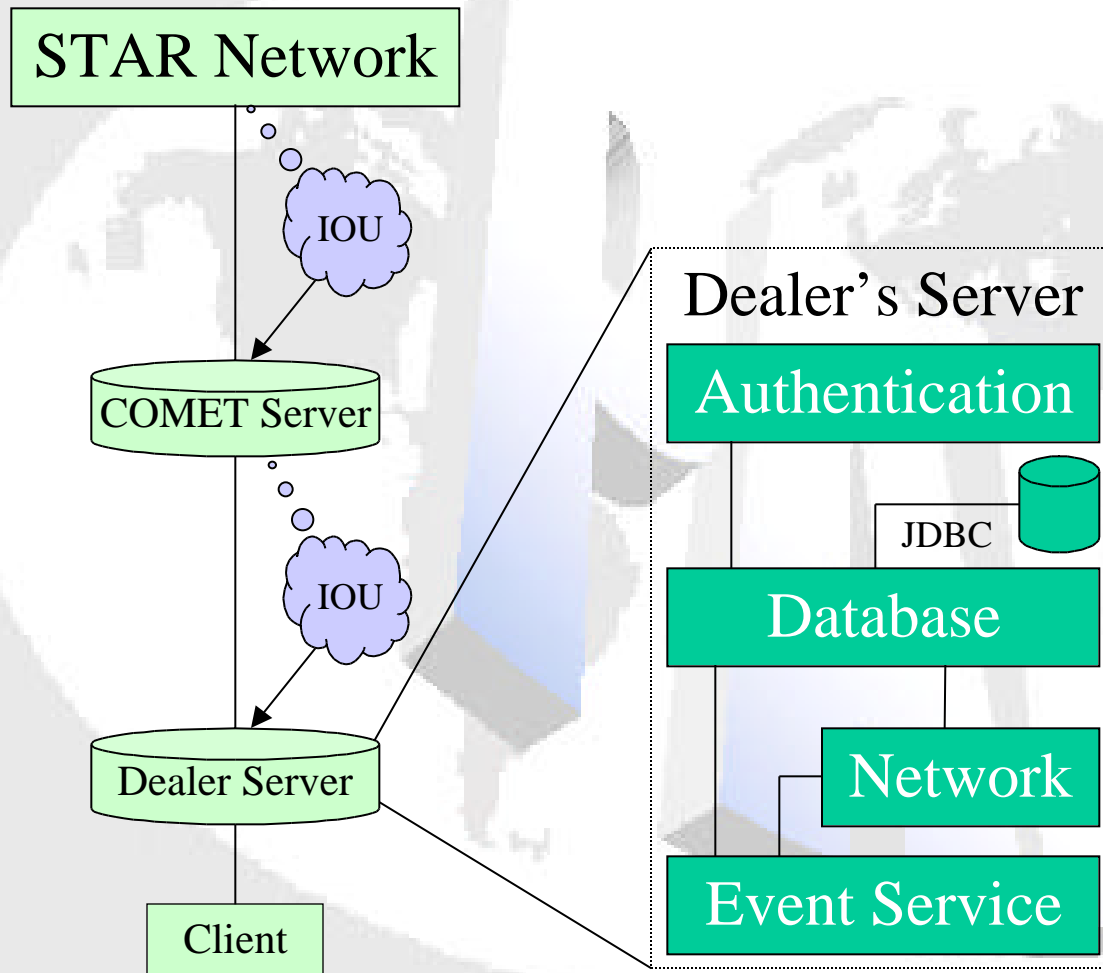 STAR Network
IOU
COMET Server
IOU
Dealer Server
Client
Dealer’s Server
Authentication
JDBC
Database
Network
Event Service